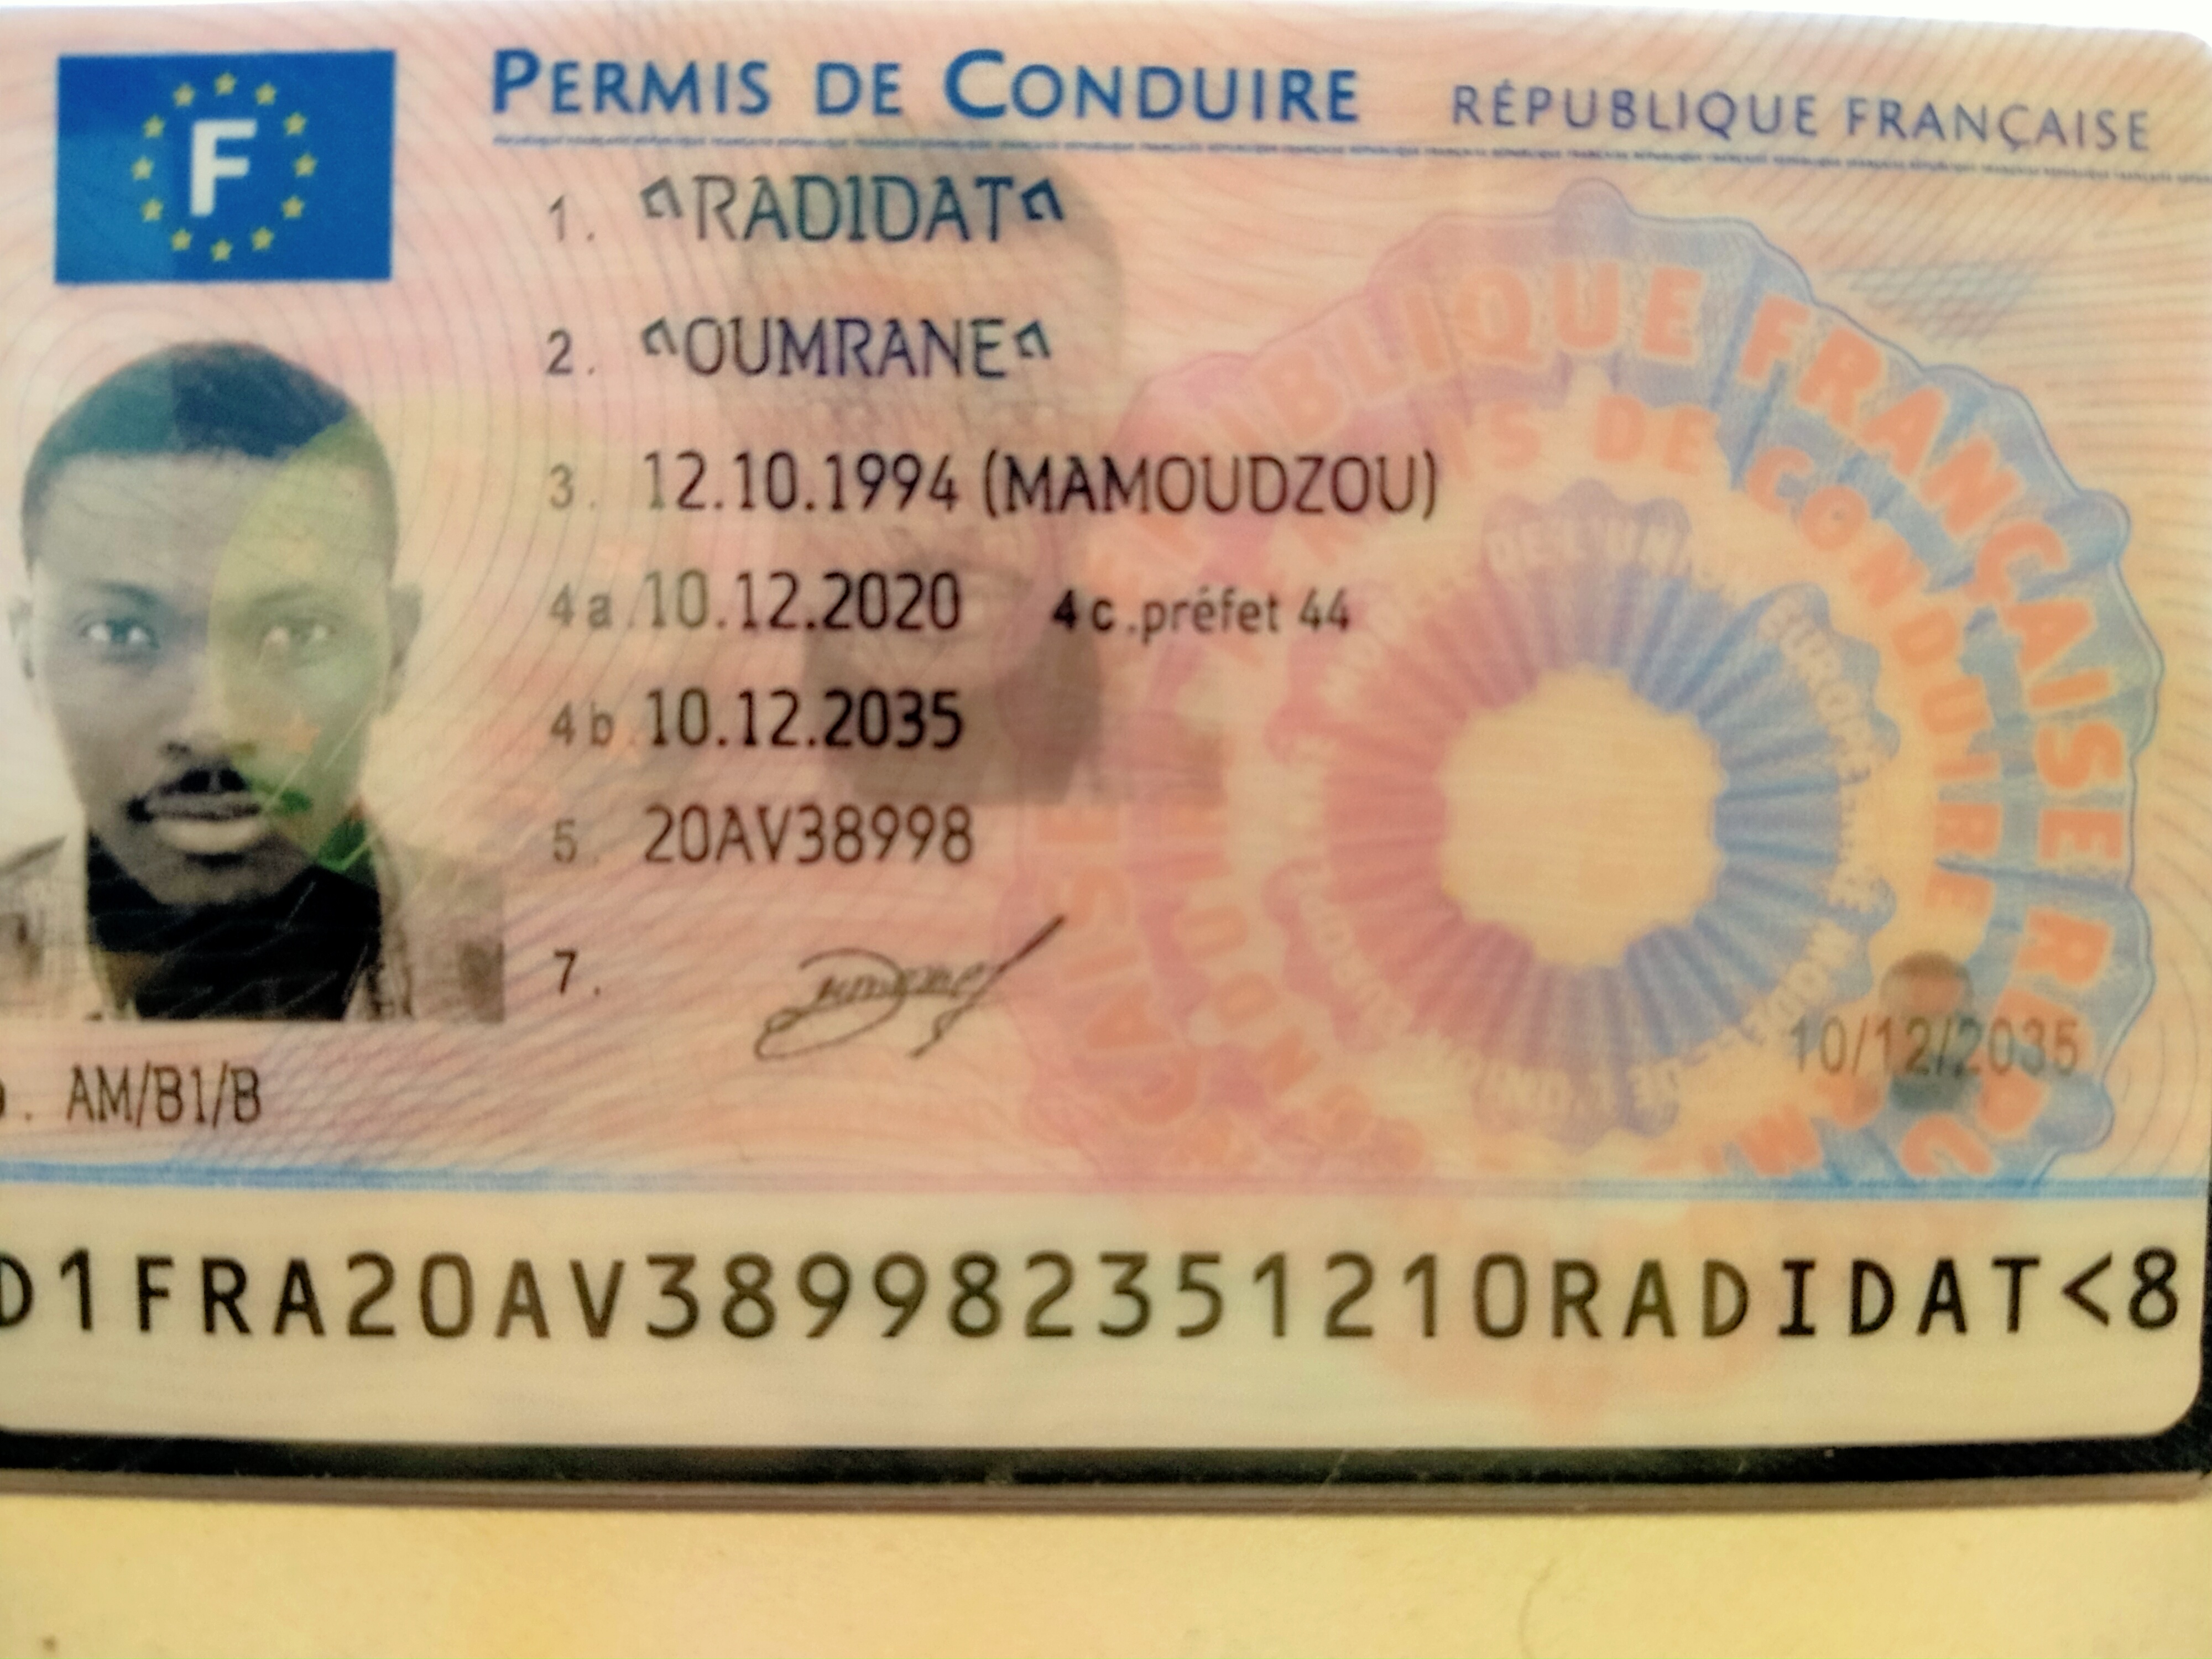 F
PERMIS DE CONDUIRE RÉPUBLIQUE FRANÇAISE
1. RADIDAT
2. OUMRANE
3. 12.10.1994 (MAMOUDZOU)
4a. 10.12.2020 4c.préfet 44
4b. 10.12.2035
5. 20AV38998
7.
AM/B1/B
10/12/2035
D1FRA20AV389982351210RADIDAT<8
RÉPUBLIQUE FRANÇAISE
PERMIS DE CONDUIRE